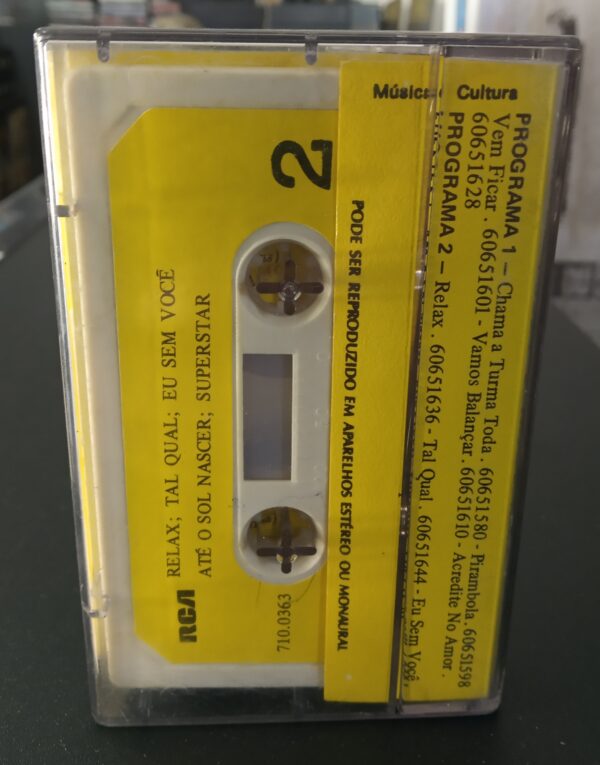 Música e Cultura
PROGRAMA 1 — Chama a Turma Toda . 60651580 - Pirambola. 60651598
Vem Ficar . 60651601 - Vamos Balançar . 60651610 - Acredite No Amor .
60651628
PROGRAMA 2 — Relax . 60651636 - Tal Qual . 60651644 - Eu Sem Você.
PODE SER REPRODUZIDO EM APARELHOS ESTÉREO OU MONAURAL
2
RELAX; TAL QUAL; EU SEM VOCÊ
ATÉ O SOL NASCER; SUPERSTAR
RCA
710.0363